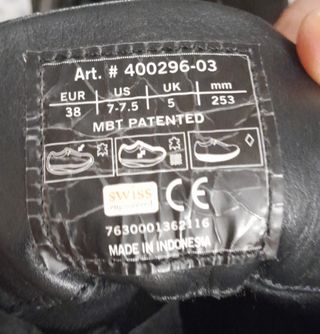 Art. # 400296-03
EUR US UK mm
38 7-7.5 5 253
MBT PATENTED
SWISS
engineered
CE
7630001362116
MADE IN INDONESIA